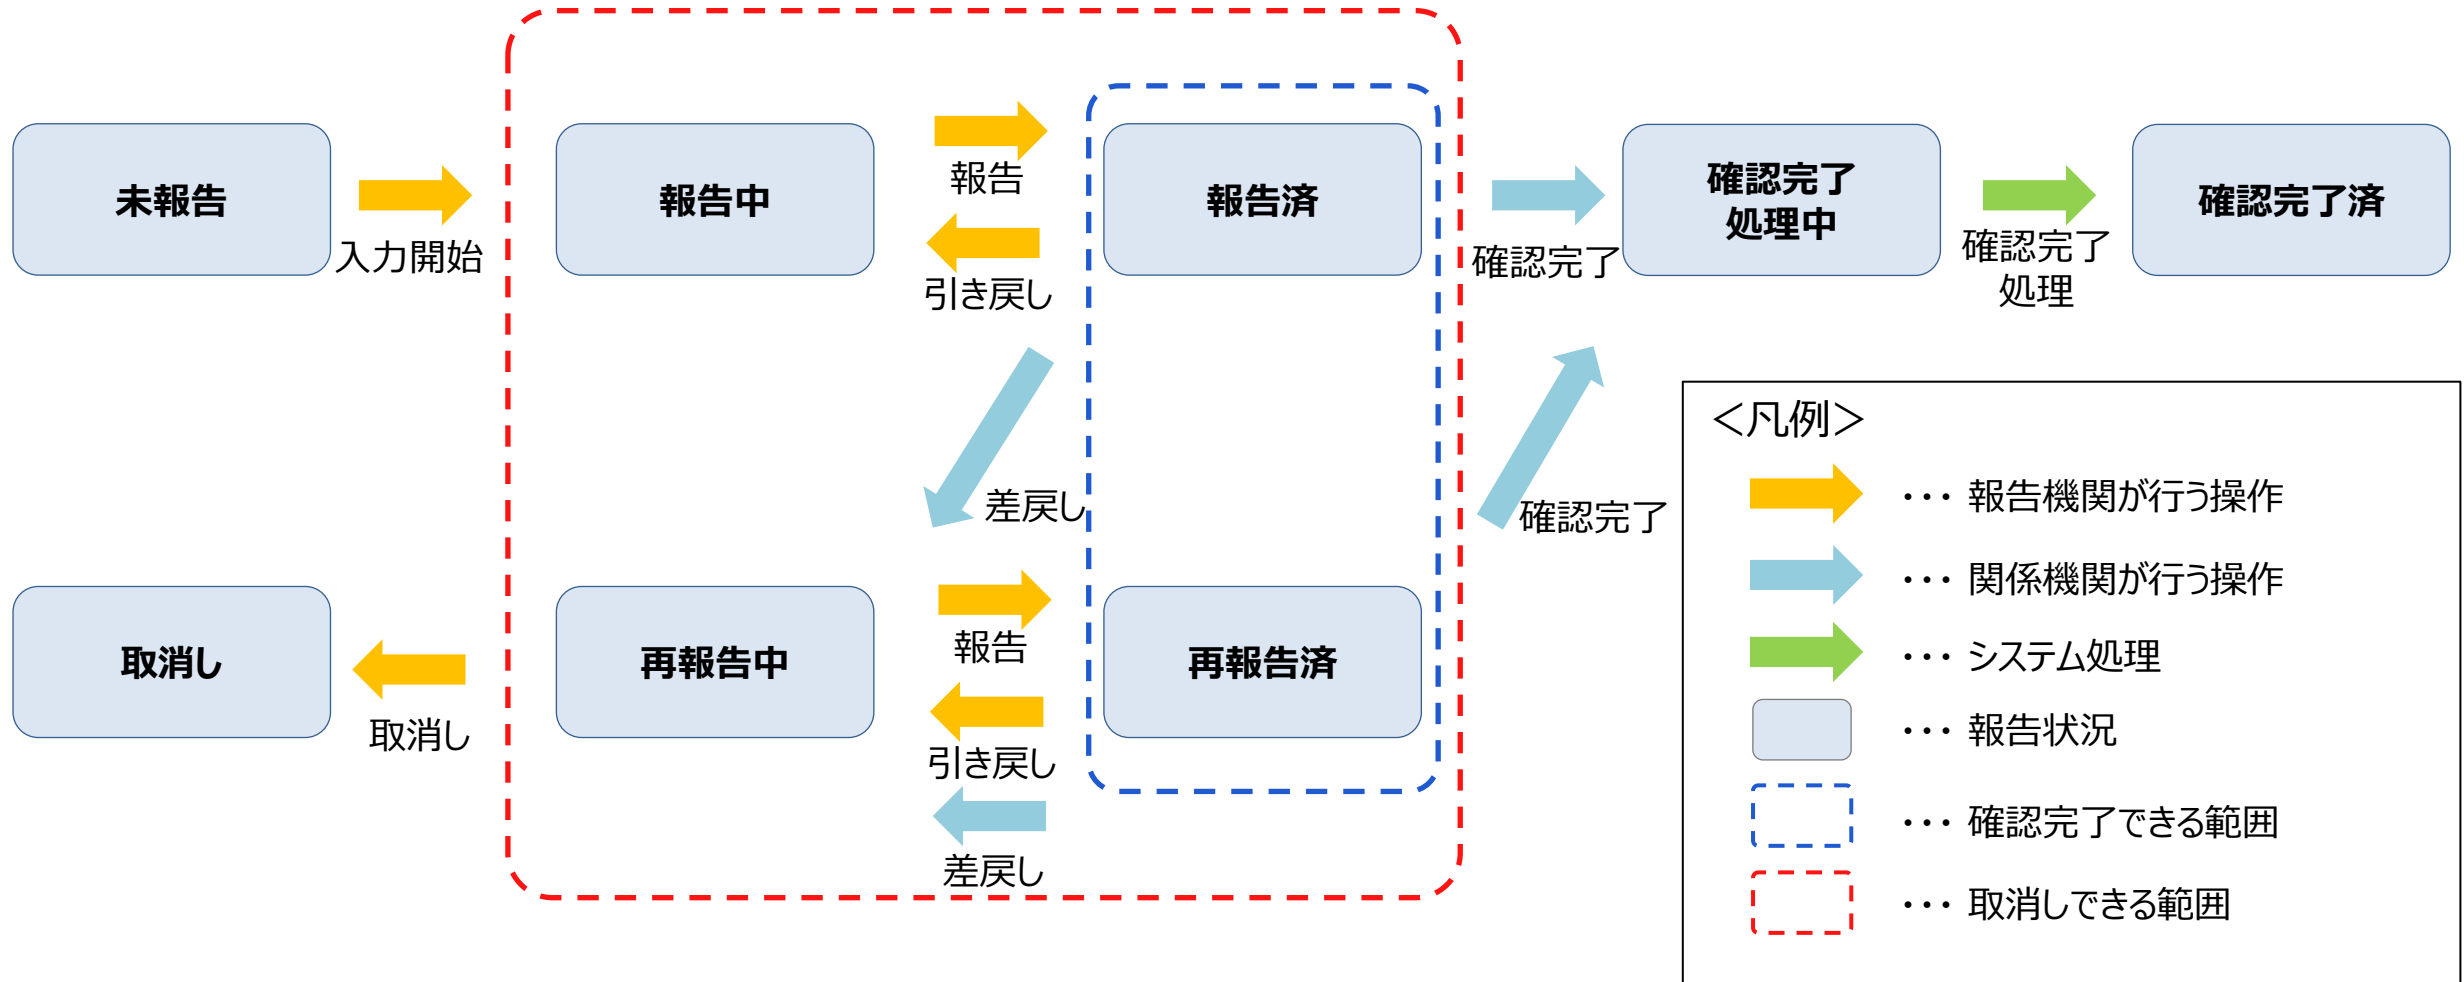 未報告
入力開始
報告中
報告
引き戻し
報告済
確認完了
確認完了
処理中
確認完了
処理
確認完了済
差戻し
確認完了
取消し
取消し
再報告中
報告
引き戻し
差戻し
再報告済
＜凡例＞
・・・ 報告機関が行う操作
・・・ 関係機関が行う操作
・・・ システム処理
・・・ 報告状況
・・・ 確認完了できる範囲
・・・ 取消しできる範囲